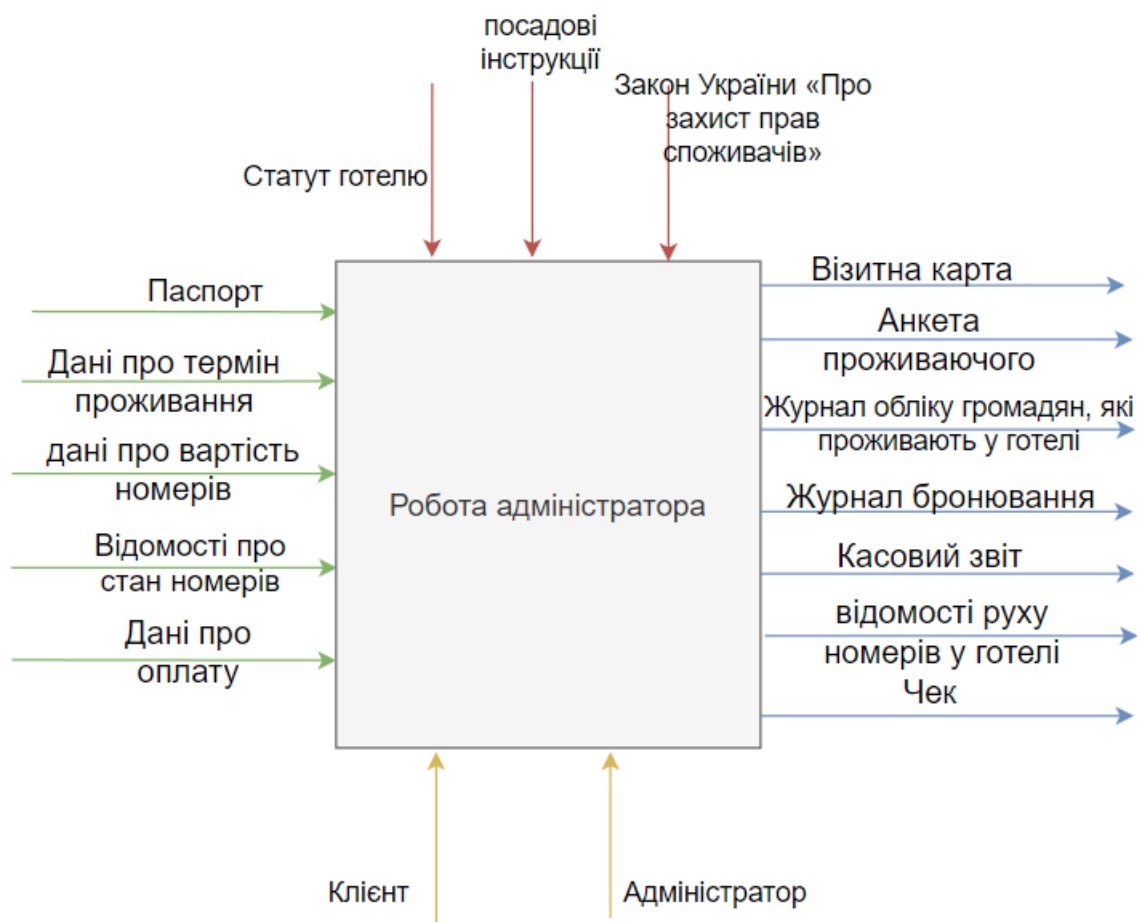 посадові
інструкції
Закон України «Про
захист прав
споживачів»
Статут готелю
Паспорт
Дані про термін
проживання
дані про вартість
номерів
Відомості про
стан номерів
Дані про
оплату
Робота адміністратора
Візитна карта
Анкета
проживаючого
Журнал обліку громадян, які
проживають у готелі
Журнал бронювання
Касовий звіт
відомості руху
номерів у готелі
Чек
Клієнт
Адміністратор